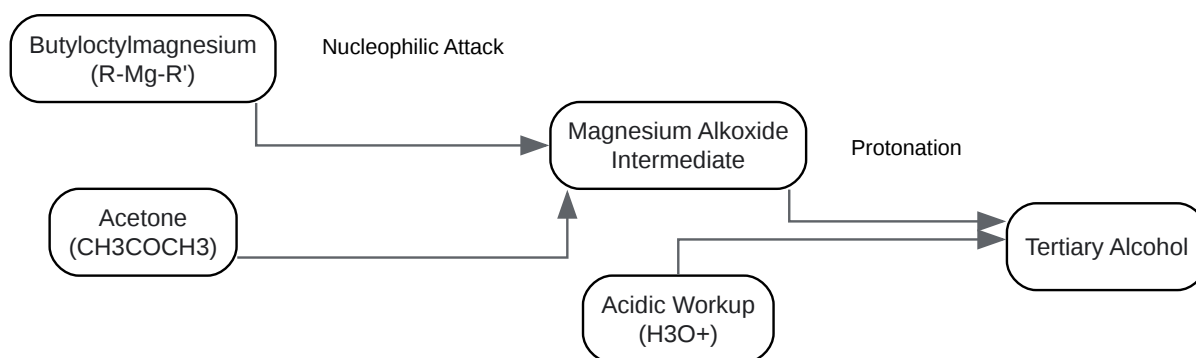 Butyloctylmagnesium
(R-Mg-R')
Nucleophilic Attack
Magnesium Alkoxide
Intermediate
Protonation
Acetone
(CH3COCH3)
Tertiary Alcohol
Acidic Workup
(H3O+)